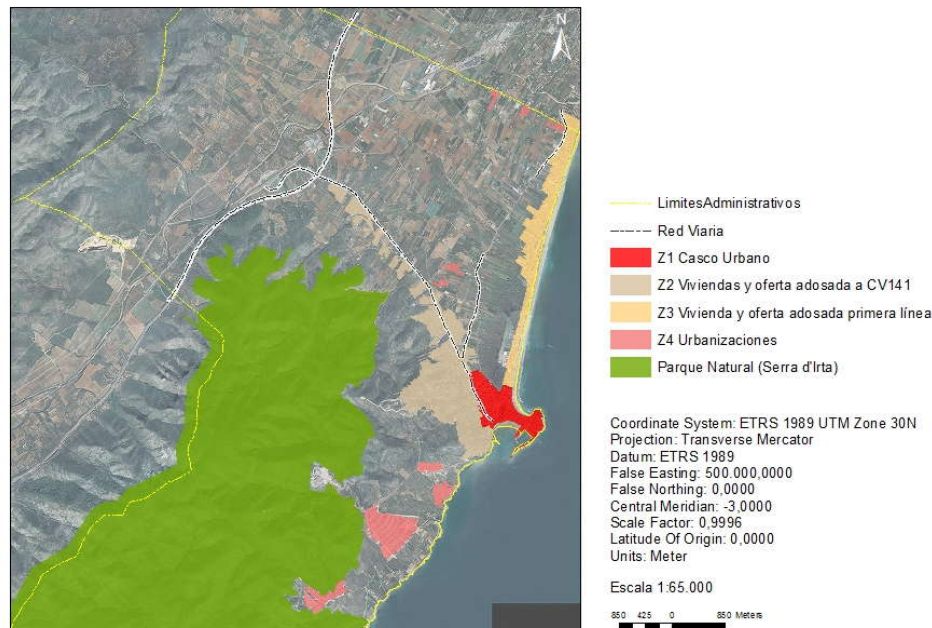 N
LimitesAdministrativos
Red Viaria
Z1 Casco Urbano
Z2 Viviendas y oferta adosada a CV141
Z3 Vivienda y oferta adosada primera línea
Z4 Urbanizaciones
Parque Natural (Serra d'Irta)
Coordinate System: ETRS 1989 UTM Zone 30N
Projection: Transverse Mercator
Datum: ETRS 1989
False Easting: 500.000,0000
False Northing: 0,0000
Central Meridian: -3,0000
Scale Factor: 0,9996
Latitude Of Origin: 0,0000
Units: Meter
Escala 1:65.000
850 425 0 850 Meters